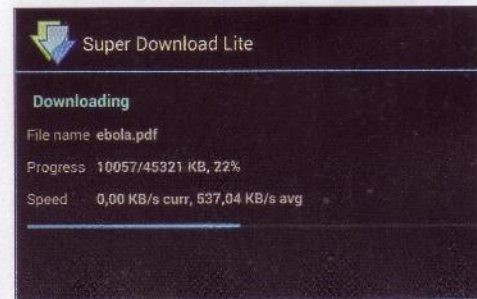 Super Download Lite
Downloading
File name ebola.pdf
Progress 10057/45321 KB, 22%
Speed 0,00 KB/s curr, 537,04 KB/s avg